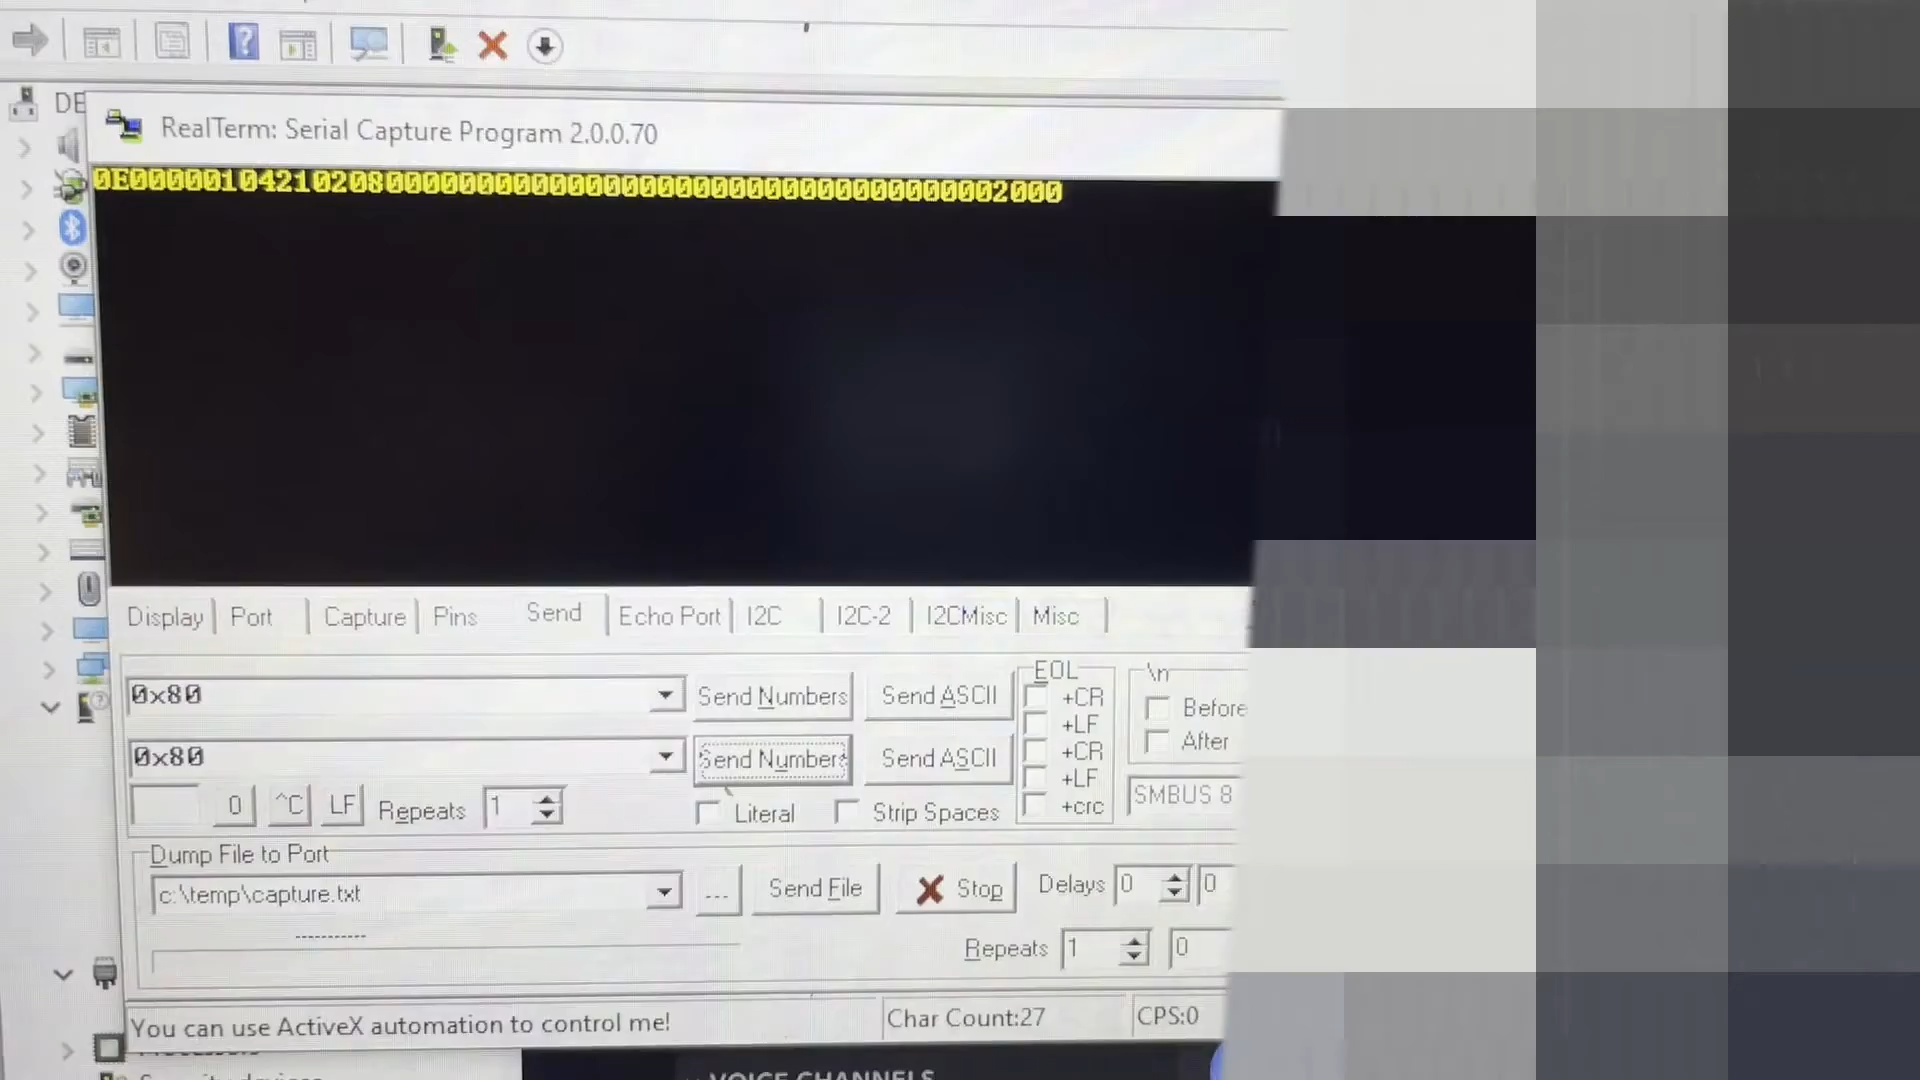 DE
RealTerm: Serial Capture Program 2.0.0.70
0E0000010421020800000000000000000000000000000000002000
Display Port Capture Pins Send Echo Port I2C I2C-2 I2CMisc Misc
0x80 Send Numbers Send ASCII
0x80 Send Numbers Send ASCII
EOL
+CR
+LF
+CR
+LF
+crc
\n
Before
After
SMBUS 8
0 ^C LF Repeats 1 Literal Strip Spaces
Dump File to Port
c:\temp\capture.txt ... Send File Stop Delays 0 0
Repeats 1 0
You can use ActiveX automation to control me! Char Count:27 CPS:0
VOICE CHANNELS